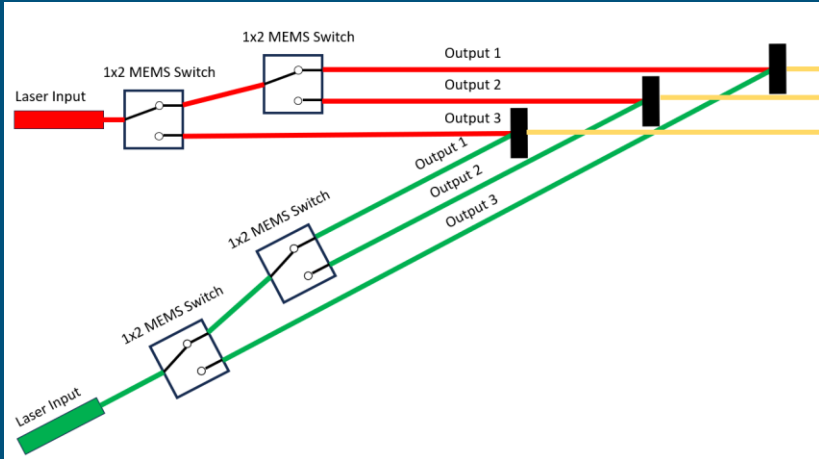 1x2 MEMS Switch
Output 1
1x2 MEMS Switch
Output 2
Laser Input
Output 3
Output 1
Output 2
1x2 MEMS Switch
Output 3
1x2 MEMS Switch
Laser Input